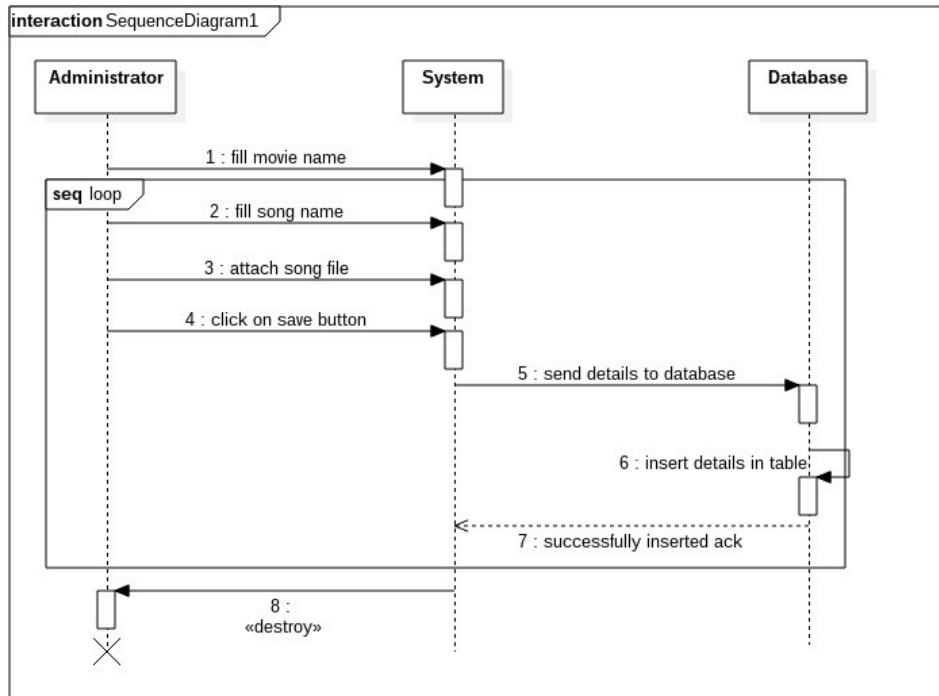 interaction SequenceDiagram1
Administrator
System
Database
1 : fill movie name
seq loop
2 : fill song name
3 : attach song file
4 : click on save button
5 : send details to database
6 : insert details in table
7 : successfully inserted ack
8 :
«destroy»